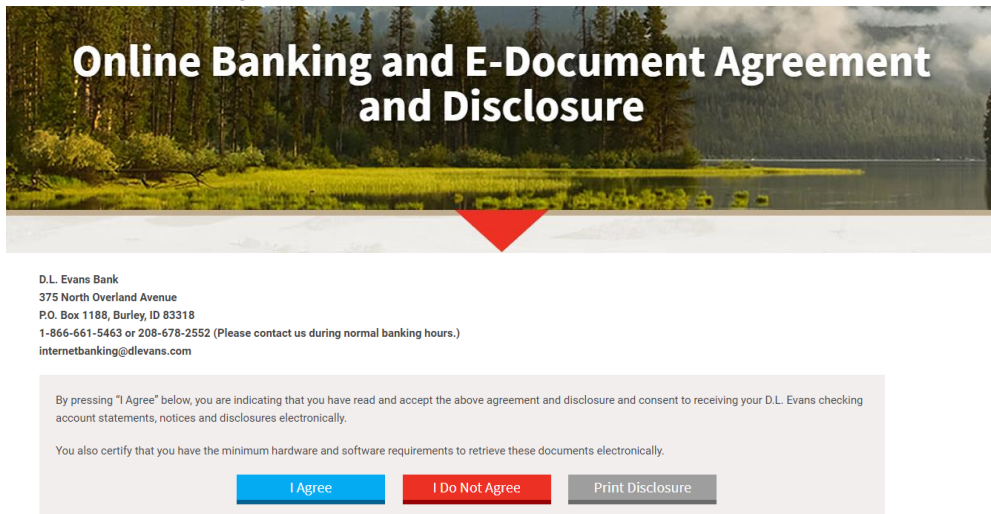 Online Banking and E-Document Agreement
and Disclosure
D.L. Evans Bank
375 North Overland Avenue
P.O. Box 1188, Burley, ID 83318
1-866-661-5463 or 208-678-2552 (Please contact us during normal banking hours.)
internetbanking@dlevans.com
By pressing “I Agree” below, you are indicating that you have read and accept the above agreement and disclosure and consent to receiving your D.L. Evans checking
account statements, notices and disclosures electronically.
You also certify that you have the minimum hardware and software requirements to retrieve these documents electronically.
I Agree
I Do Not Agree
Print Disclosure